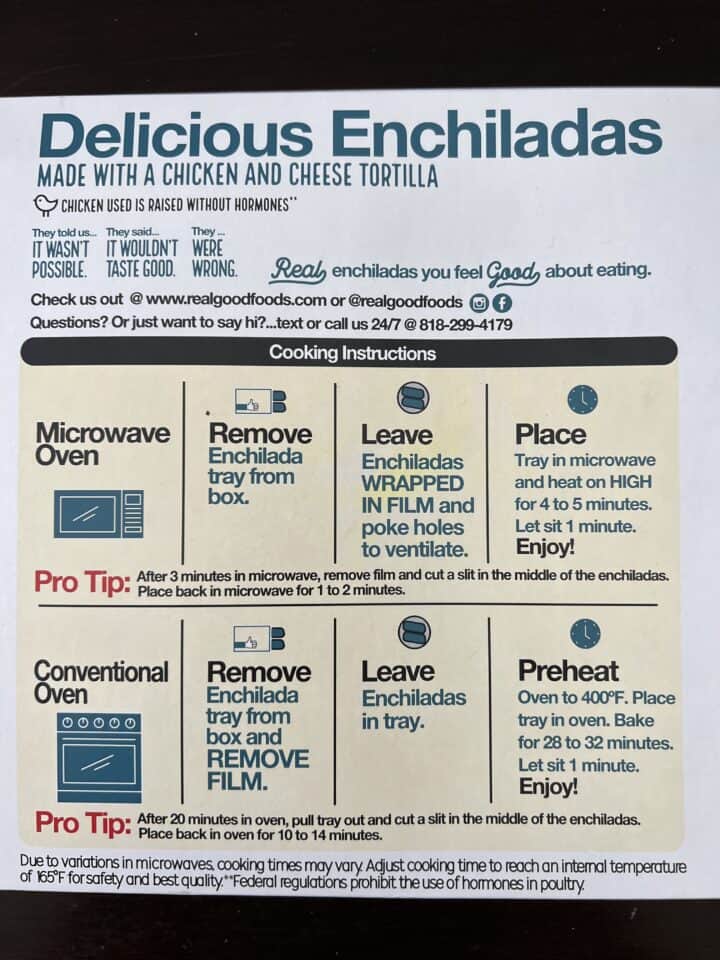 Delicious Enchiladas
MADE WITH A CHICKEN AND CHEESE TORTILLA
CHICKEN USED IS RAISED WITHOUT HORMONES**
They told us... They said... They ...
IT WASN'T IT WOULDN'T WERE
POSSIBLE. TASTE GOOD. WRONG.
Real enchiladas you feel Good about eating.
Check us out @ www.realgoodfoods.com or @realgoodfoods
Questions? Or just want to say hi?...text or call us 24/7 @ 818-299-4179
Cooking Instructions
Microwave
Oven
Remove
Enchilada
tray from
box.
Leave
Enchiladas
WRAPPED
IN FILM and
poke holes
to ventilate.
Place
Tray in microwave
and heat on HIGH
for 4 to 5 minutes.
Let sit 1 minute.
Enjoy!
Pro Tip: After 3 minutes in microwave, remove film and cut a slit in the middle of the enchiladas.
Place back in microwave for 1 to 2 minutes.
Conventional
Oven
Remove
Enchilada
tray from
box and
REMOVE
FILM.
Leave
Enchiladas
in tray.
Preheat
Oven to 400ºF. Place
tray in oven. Bake
for 28 to 32 minutes.
Let sit 1 minute.
Enjoy!
Pro Tip: After 20 minutes in oven, pull tray out and cut a slit in the middle of the enchiladas.
Place back in oven for 10 to 14 minutes.
Due to variations in microwaves, cooking times may vary. Adjust cooking time to reach an internal temperature
of 165°F for safety and best quality. **Federal regulations prohibit the use of hormones in poultry.